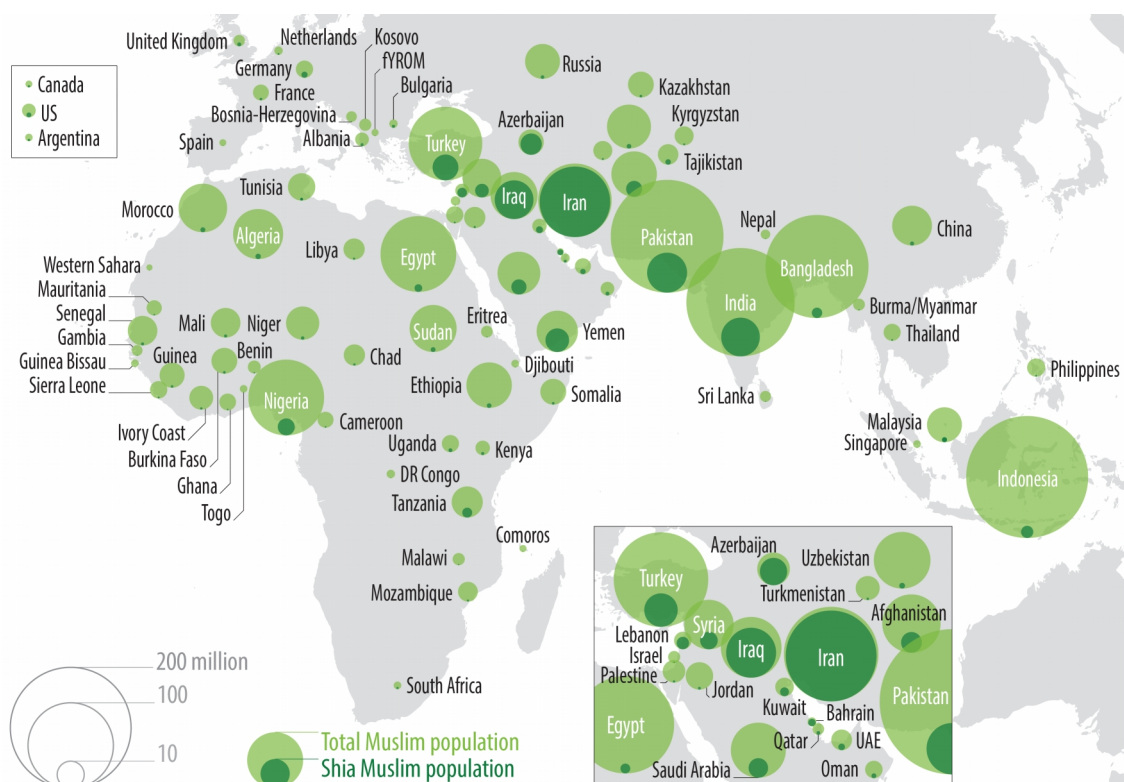 United Kingdom
Netherlands
Kosovo
fYROM
Germany
Bulgaria
France
Bosnia-Herzegovina
Albania
Spain
Canada
US
Argentina
Russia
Kazakhstan
Kyrgyzstan
Azerbaijan
Tajikistan
Turkey
Tunisia
Morocco
Algeria
Libya
Egypt
Iraq
Iran
Pakistan
Nepal
China
India
Bangladesh
Western Sahara
Mauritania
Senegal
Gambia
Guinea Bissau
Sierra Leone
Mali
Niger
Guinea
Benin
Chad
Sudan
Eritrea
Yemen
Djibouti
Ethiopia
Somalia
Burma/Myanmar
Thailand
Sri Lanka
Philippines
Nigeria
Cameroon
Ivory Coast
Burkina Faso
Ghana
Togo
Uganda
Kenya
DR Congo
Tanzania
Malaysia
Singapore
Indonesia
Comoros
Malawi
Mozambique
South Africa
Azerbaijan
Uzbekistan
Turkey
Turkmenistan
Afghanistan
Syria
Lebanon
Israel
Iraq
Iran
Palestine
Jordan
Pakistan
Kuwait
Bahrain
Egypt
Qatar
UAE
Saudi Arabia
Oman
200 million
100
10
Total Muslim population
Shia Muslim population